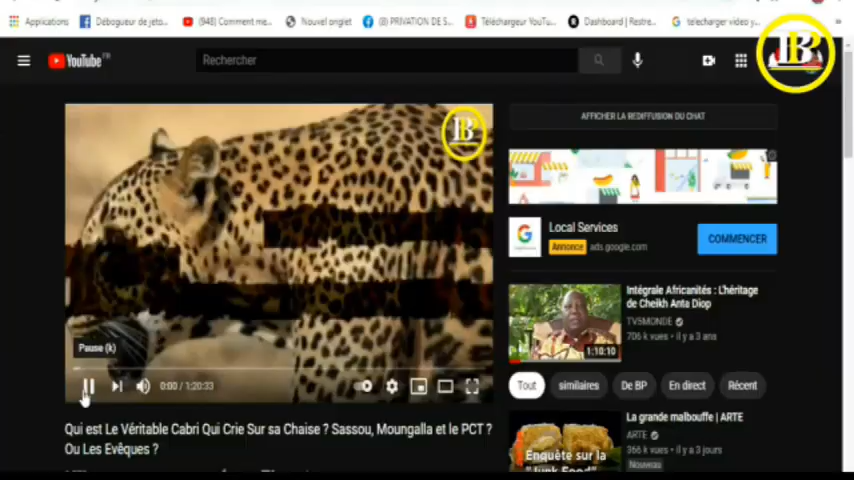 Applications
Débogueur de jeto...
(948) Comment me...
Nouvel onglet
(8) PRIVATION DE S...
Téléchargeur YouTu...
Dashboard | Restre...
telecharger video y...
»
YouTube FR
Rechercher
BP
BP
AFFICHER LA REDIFFUSION DU CHAT
Local Services
Annonce ads.google.com
COMMENCER
Intégrale Africanités : L'héritage
de Cheikh Anta Diop
TV5MONDE
706 k vues • il y a 3 ans
1:10:10
Pause (k)
0:00 / 1:20:33
Tout
similaires
De BP
En direct
Récent
Qui est Le Véritable Cabri Qui Crie Sur sa Chaise ? Sassou, Moungalla et le PCT ?
Ou Les Evêques ?
La grande malbouffe | ARTE
ARTE
366 k vues • il y a 3 jours
Nouveau
Enquête sur la
"Junk Food"